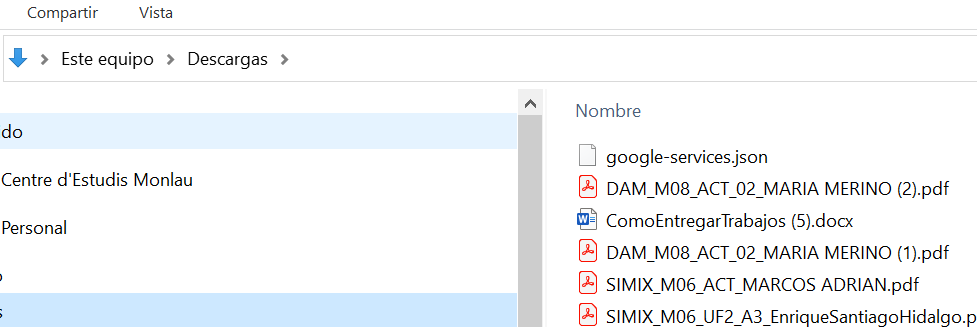 Compartir Vista
Este equipo > Descargas >
Nombre
do
Centre d'Estudis Monlau
Personal
google-services.json
DAM_M08_ACT_02_MARIA MERINO (2).pdf
ComoEntregarTrabajos (5).docx
DAM_M08_ACT_02_MARIA MERINO (1).pdf
SIMIX_M06_ACT_MARCOS ADRIAN.pdf
SIMIX_M06_UF2_A3_EnriqueSantiagoHidalgo.p